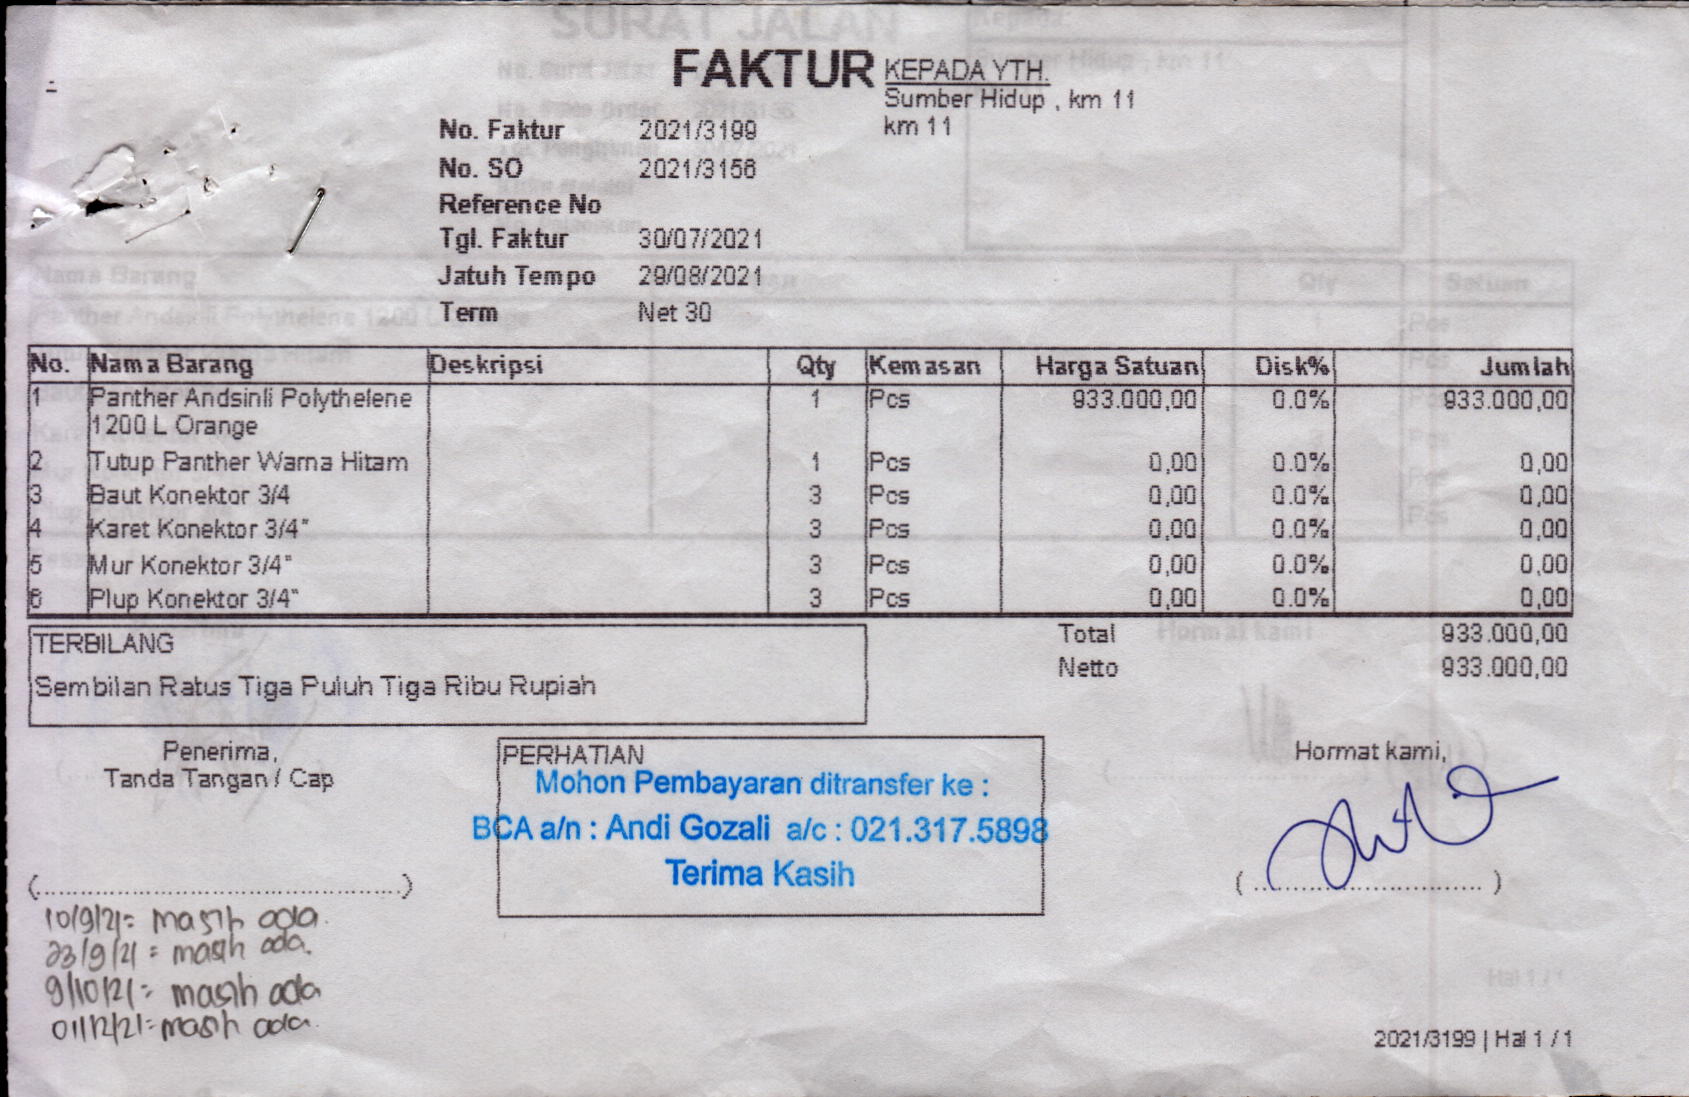 FAKTUR
KEPADA YTH.
Sumber Hidup , km 11
km 11
No. Faktur 2021/3199
No. SO 2021/3156
Reference No
Tgl. Faktur 30/07/2021
Jatuh Tempo 29/08/2021
Term Net 30
No. Nama Barang Deskripsi Qty Kemasan Harga Satuan Disk% Jumlah
1 Panther Andsinli Polythelene 1 Pcs 933.000,00 0.0% 933.000,00
1200 L Orange
2 Tutup Panther Warna Hitam 1 Pcs 0,00 0.0% 0,00
3 Baut Konektor 3/4 3 Pcs 0,00 0.0% 0,00
4 Karet Konektor 3/4" 3 Pcs 0,00 0.0% 0,00
5 Mur Konektor 3/4" 3 Pcs 0,00 0.0% 0,00
6 Plup Konektor 3/4" 3 Pcs 0,00 0.0% 0,00
TERBILANG
Sembilan Ratus Tiga Puluh Tiga Ribu Rupiah
Total 933.000,00
Netto 933.000,00
Penerima,
Tanda Tangan / Cap
(..............................................)
PERHATIAN
Mohon Pembayaran ditransfer ke :
BCA a/n : Andi Gozali a/c : 021.317.5898
Terima Kasih
Hormat kami,
( ................................ )
10/9/21= masih ada.
23/9/21 = masih ada.
9/10/21= masih ada
01/12/21=masih ada.
2021/3199 | Hal 1 / 1